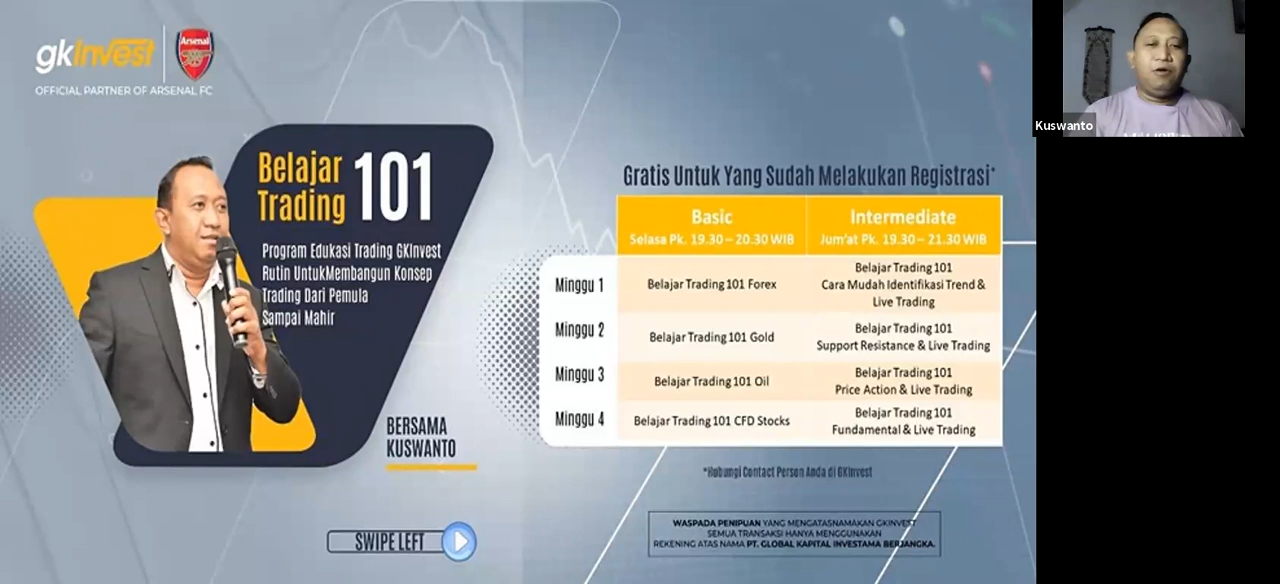 gkinvest
Arsenal
OFFICIAL PARTNER OF ARSENAL FC
Belajar
Trading
101
Program Edukasi Trading GKInvest
Rutin UntukMembangun Konsep
Trading Dari Pemula
Sampai Mahir
BERSAMA
KUSWANTO
SWIPE LEFT
Gratis Untuk Yang Sudah Melakukan Registrasi*
Basic
Selasa Pk. 19.30 – 20.30 WIB
Intermediate
Jum'at Pk. 19.30 – 21.30 WIB
Minggu 1
Belajar Trading 101 Forex
Belajar Trading 101
Cara Mudah Identifikasi Trend &
Live Trading
Minggu 2
Belajar Trading 101 Gold
Belajar Trading 101
Support Resistance & Live Trading
Minggu 3
Belajar Trading 101 Oil
Belajar Trading 101
Price Action & Live Trading
Minggu 4
Belajar Trading 101 CFD Stocks
Belajar Trading 101
Fundamental & Live Trading
*Hubungi Contact Person Anda di GKInvest
WASPADA PENIPUAN YANG MENGATASNAMAKAN GKINVEST
SEMUA TRANSAKSI HANYA MENGGUNAKAN
REKENING ATAS NAMA PT. GLOBAL KAPITAL INVESTAMA BERJANGKA.
Kuswanto